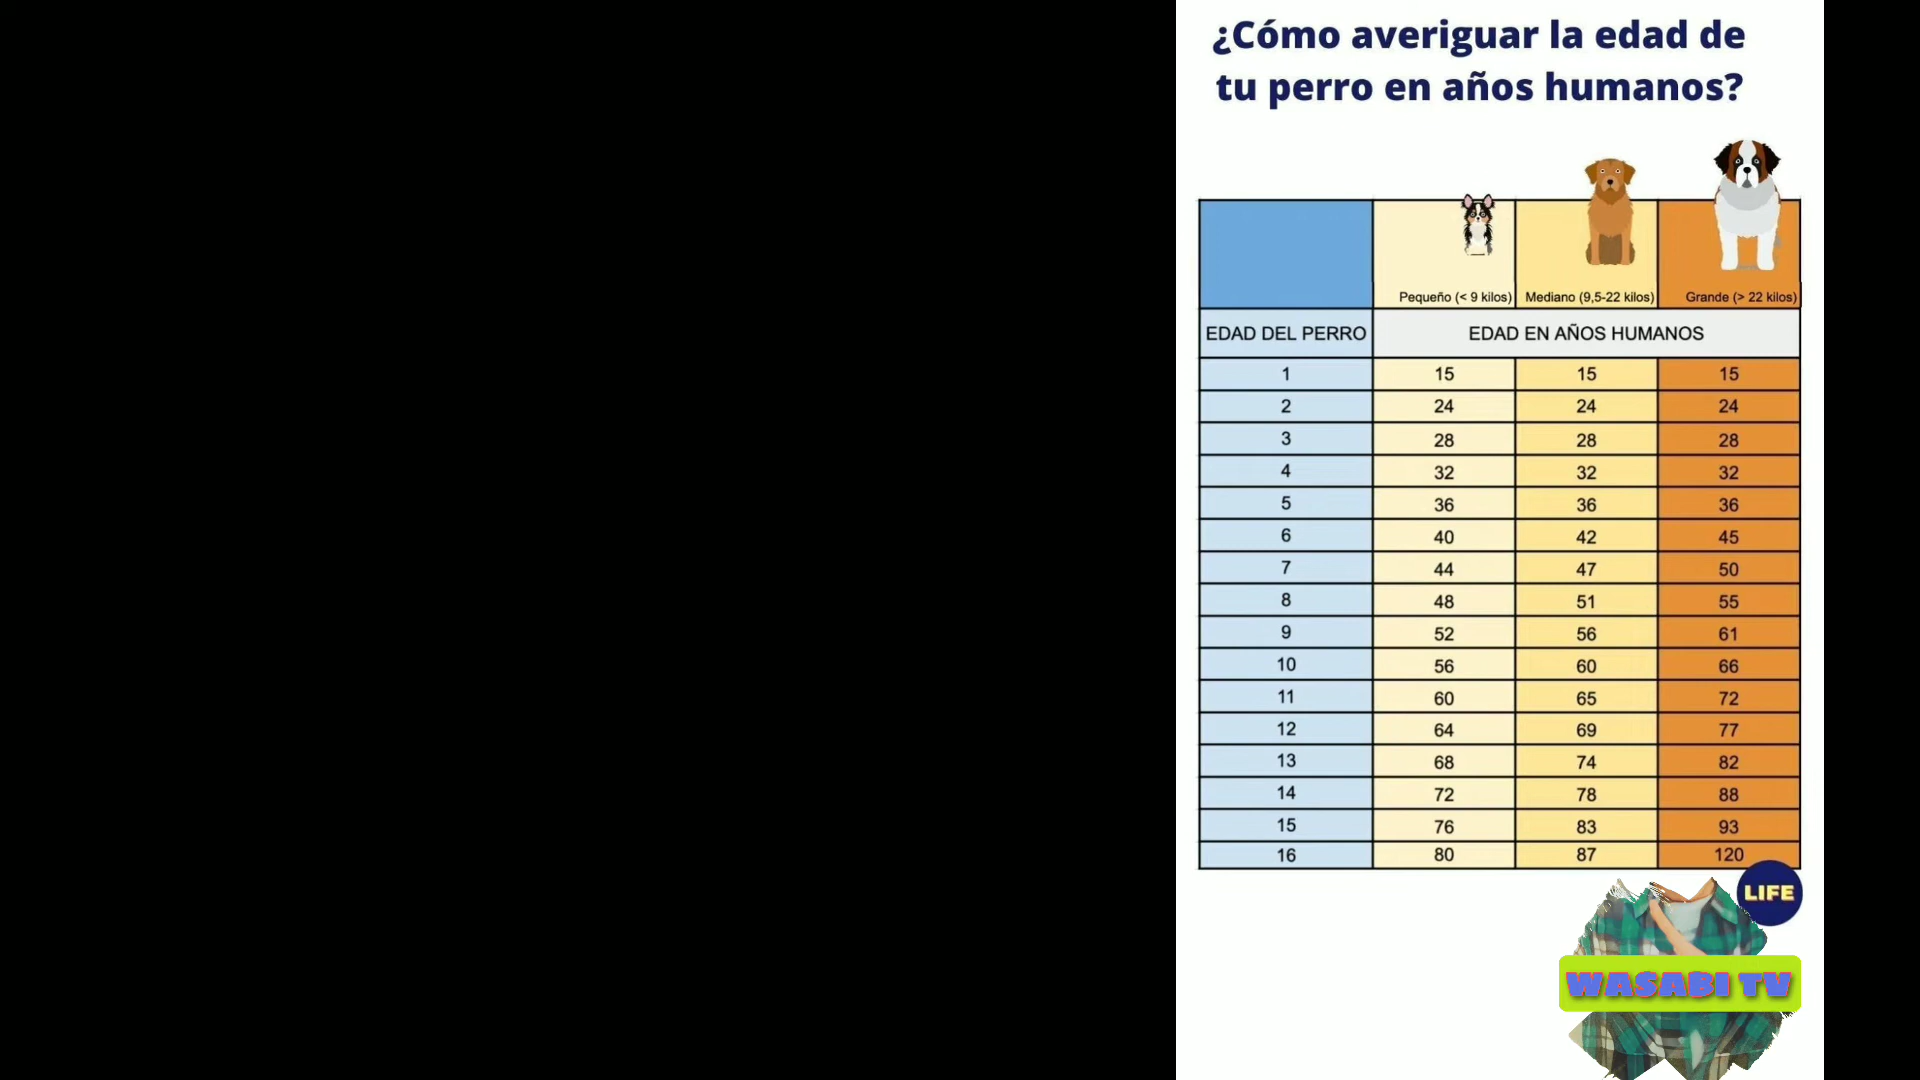 ¿Cómo averiguar la edad de
tu perro en años humanos?
Pequeño (< 9 kilos) Mediano (9,5-22 kilos) Grande (> 22 kilos)
EDAD DEL PERRO EDAD EN AÑOS HUMANOS
1 15 15 15
2 24 24 24
3 28 28 28
4 32 32 32
5 36 36 36
6 40 42 45
7 44 47 50
8 48 51 55
9 52 56 61
10 56 60 66
11 60 65 72
12 64 69 77
13 68 74 82
14 72 78 88
15 76 83 93
16 80 87 120
LIFE
WASABI TV